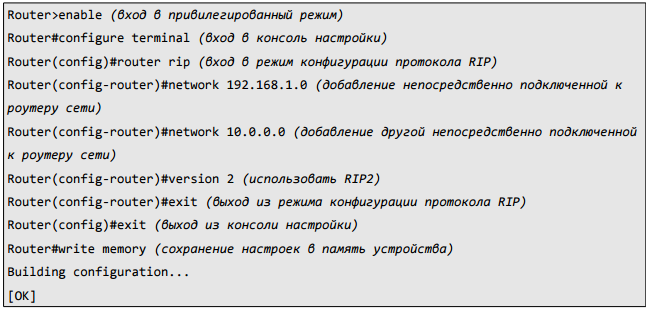 Router>enable (вход в привилегированный режим)
Router#configure terminal (вход в консоль настройки)
Router(config)#router rip (вход в режим конфигурации протокола RIP)
Router(config-router)#network 192.168.1.0 (добавление непосредственно подключенной к
роутеру сети)
Router(config-router)#network 10.0.0.0 (добавление другой непосредственно подключенной
к роутеру сети)
Router(config-router)#version 2 (использовать RIP2)
Router(config-router)#exit (выход из режима конфигурации протокола RIP)
Router(config)#exit (выход из консоли настройки)
Router#write memory (сохранение настроек в память устройства)
Building configuration...
[OK]